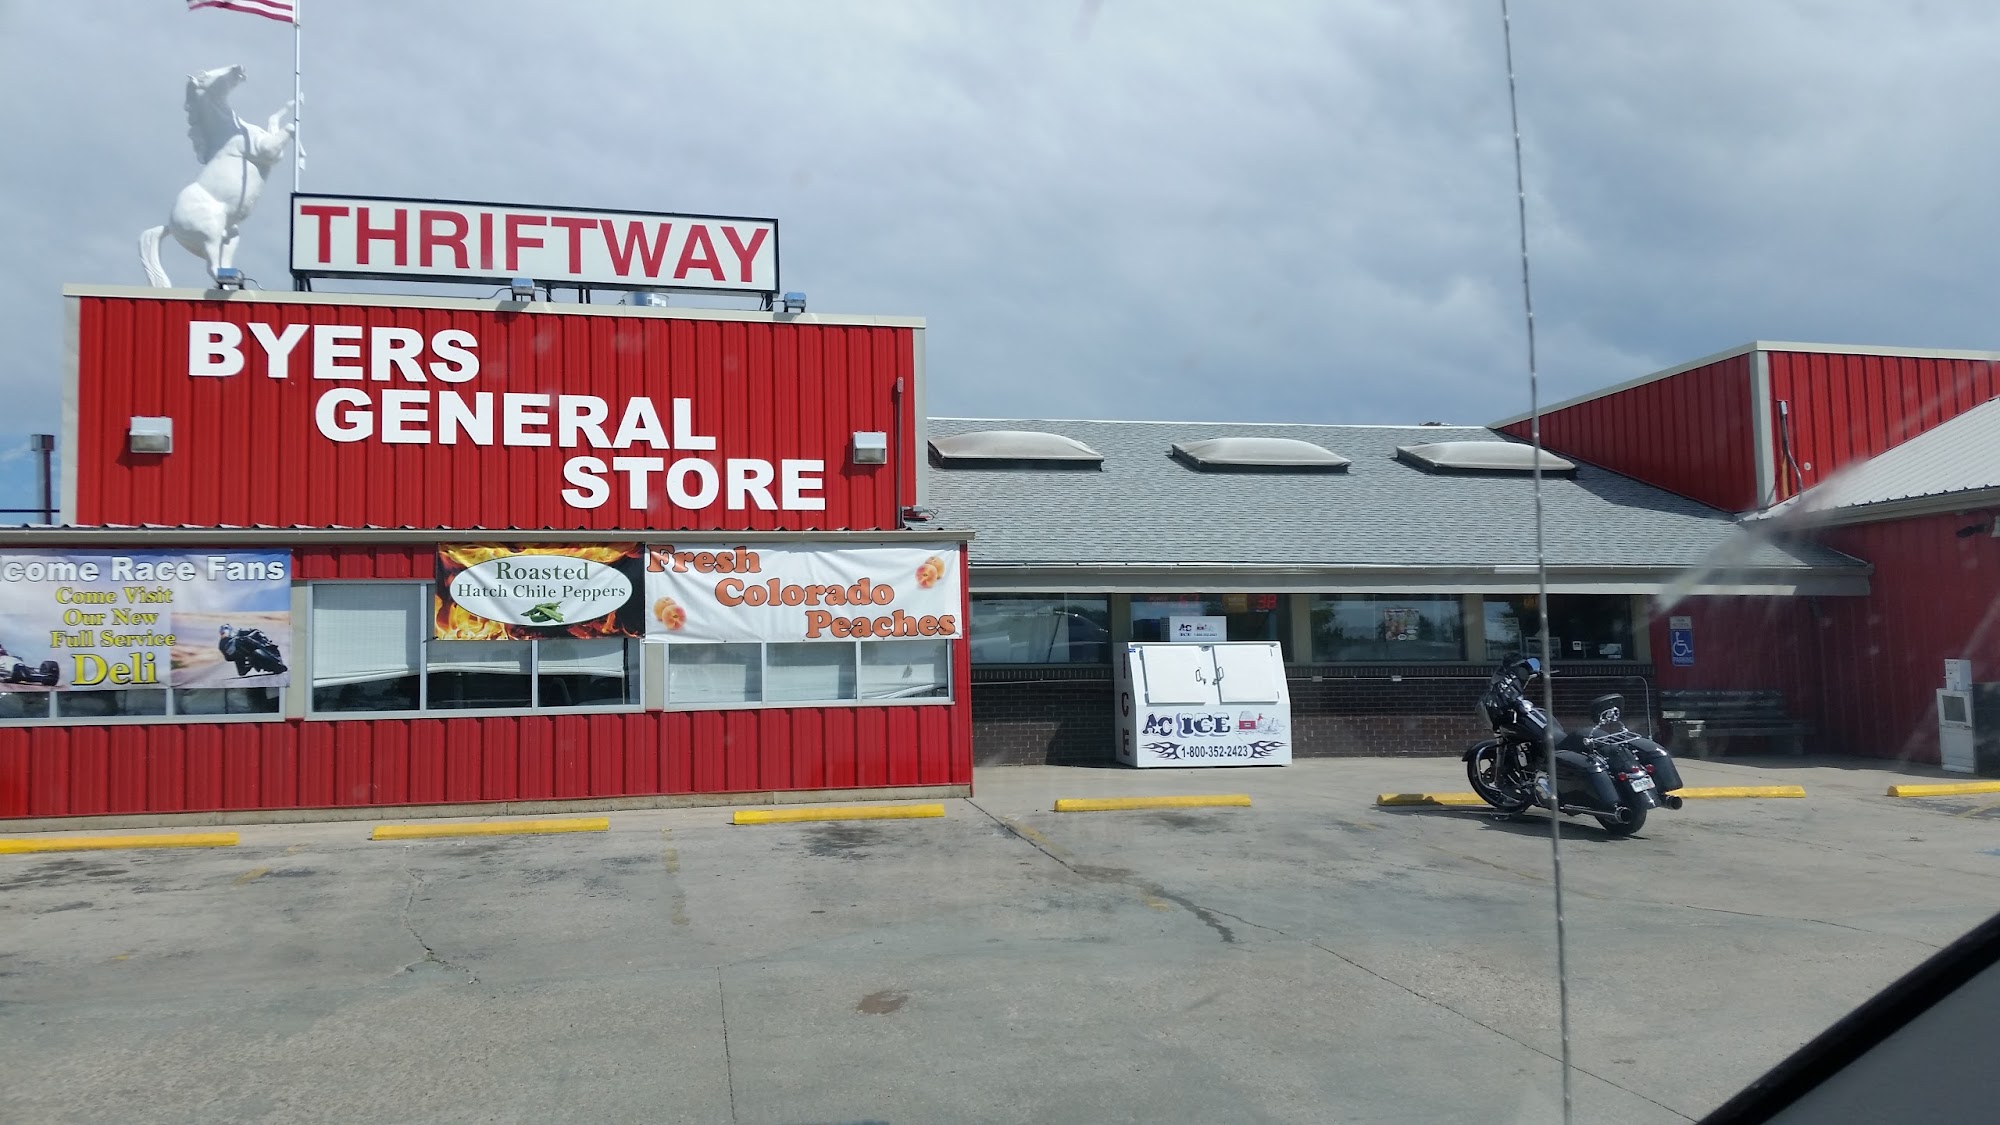 THRIFTWAY
BYERS
GENERAL
STORE
come Race Fans
Come Visit
Our New
Full Service
Deli
Roasted
Hatch Chile Peppers
Fresh
Colorado
Peaches
ICE
A&C ICE
1-800-352-2423
PARKING